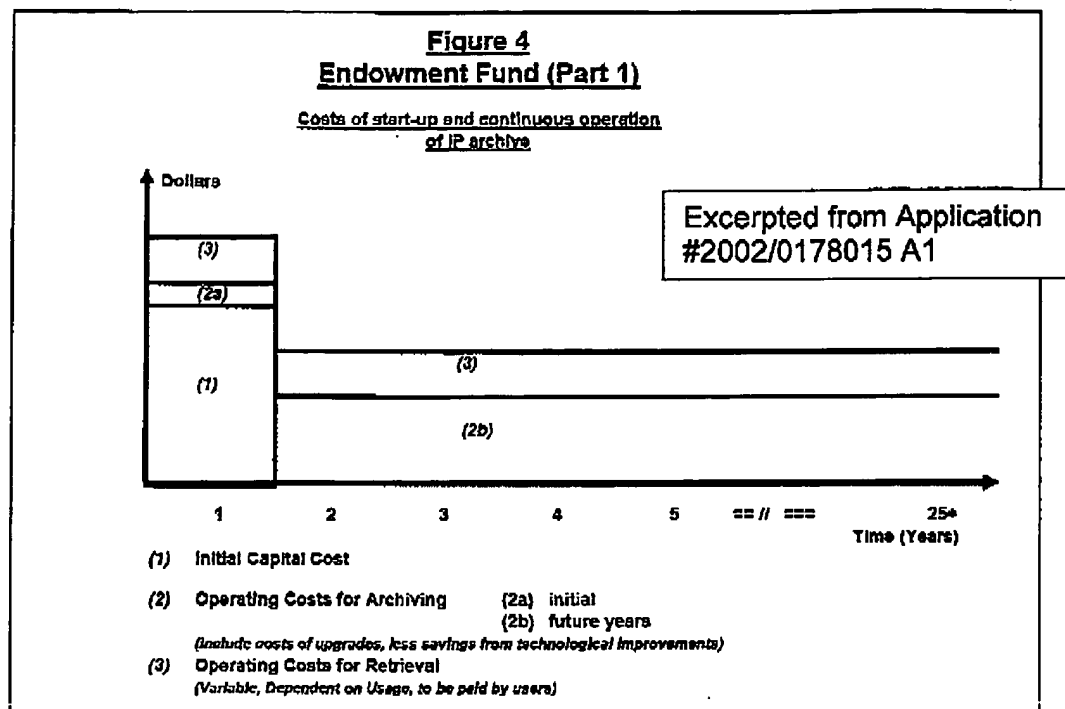 Figure 4
Endowment Fund (Part 1)
Costs of start-up and continuous operation
of IP archive
Dollars
Excerpted from Application
#2002/0178015 A1
(3)
(2a)
(1)
(3)
(2b)
1 2 3 4 5 == // === 25*
Time (Years)
(1) Initial Capital Cost
(2) Operating Costs for Archiving (2a) initial
(2b) future years
(Include costs of upgrades, less savings from technological improvements)
(3) Operating Costs for Retrieval
(Variable, Dependent on Usage, to be paid by users)